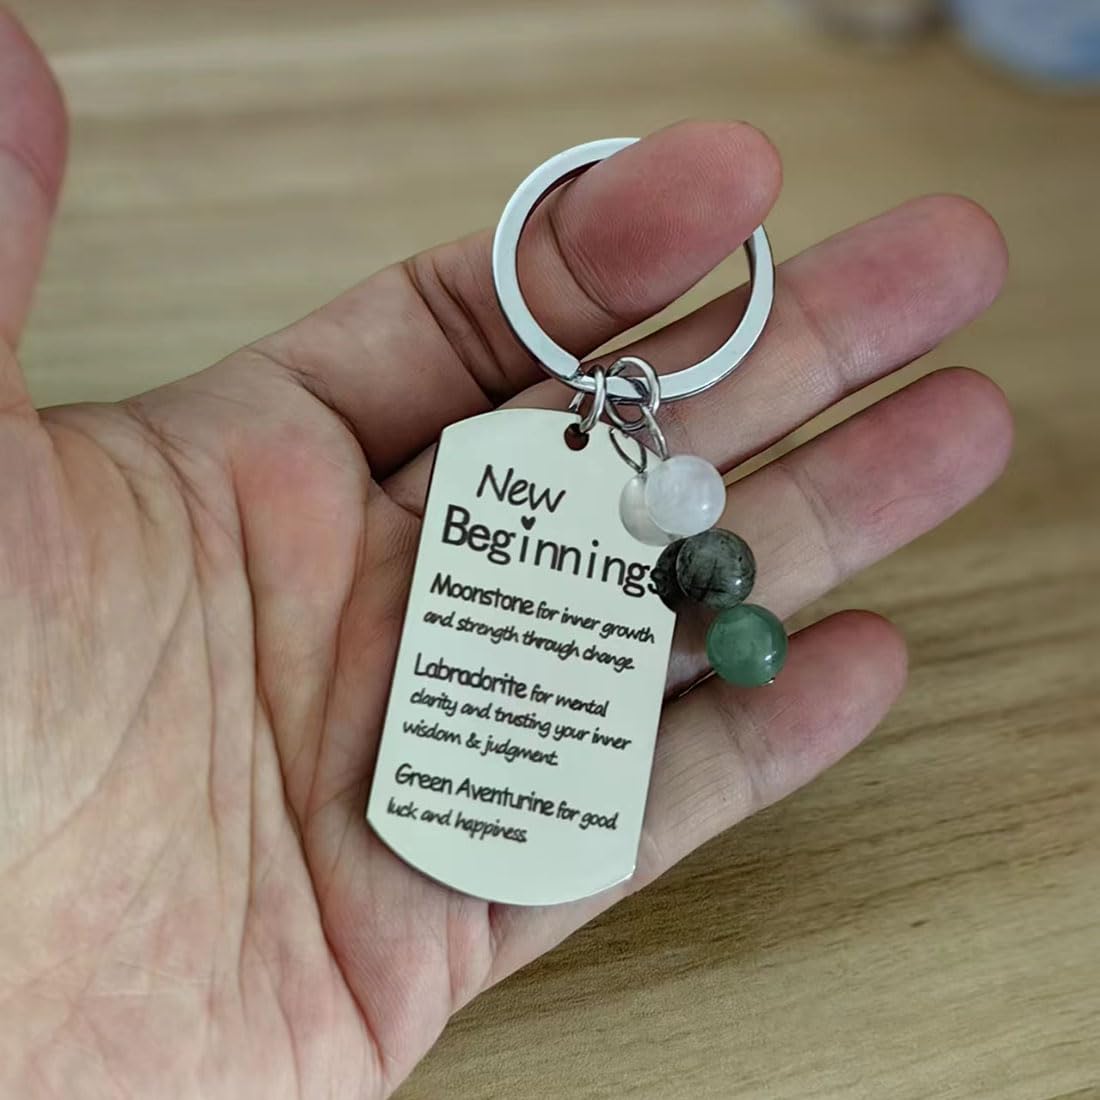 New
Beginnings
Moonstone for inner growth
and strength through change.
Labradorite for mental
clarity and trusting your inner
wisdom & judgment.
Green Aventurine for good
luck and happiness.